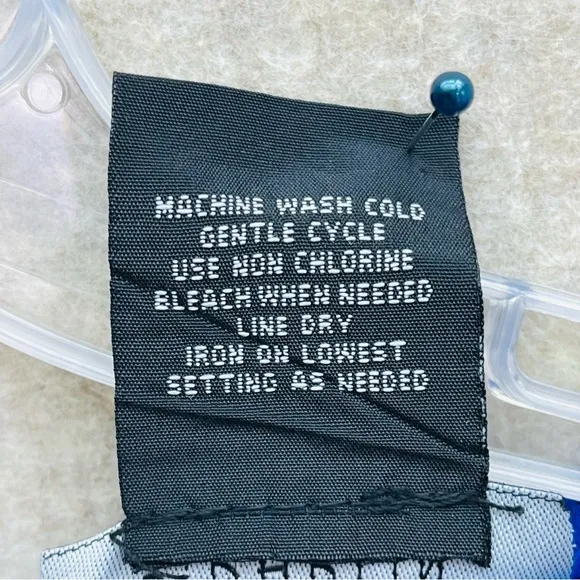 MACHINE WASH COLD
GENTLE CYCLE
USE NON CHLORINE
BLEACH WHEN NEEDED
LINE DRY
IRON ON LOWEST
SETTING AS NEEDED